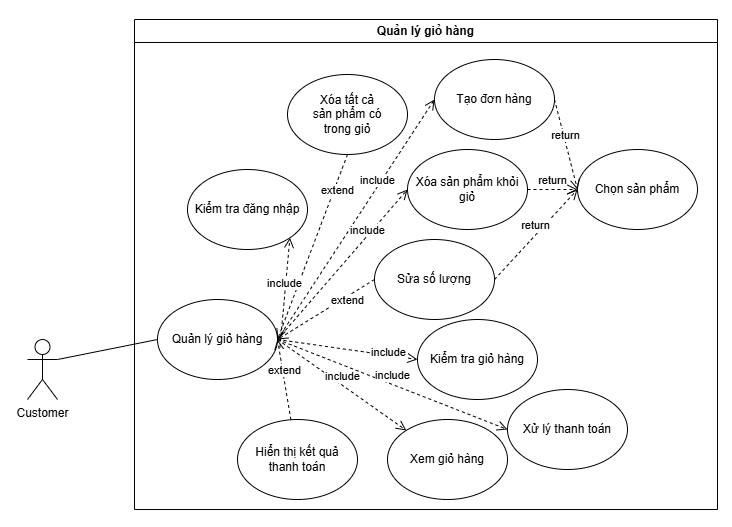 Quản lý giỏ hàng
Xóa tất cả
sản phẩm có
trong giỏ
Tạo đơn hàng
return
extend
include
Xóa sản phẩm khỏi
giỏ
return
Chọn sản phẩm
Kiểm tra đăng nhập
include
return
Sửa số lượng
include
extend
Quản lý giỏ hàng
include
Kiểm tra giỏ hàng
extend
include
include
Customer
Hiển thị kết quả
thanh toán
Xem giỏ hàng
Xử lý thanh toán